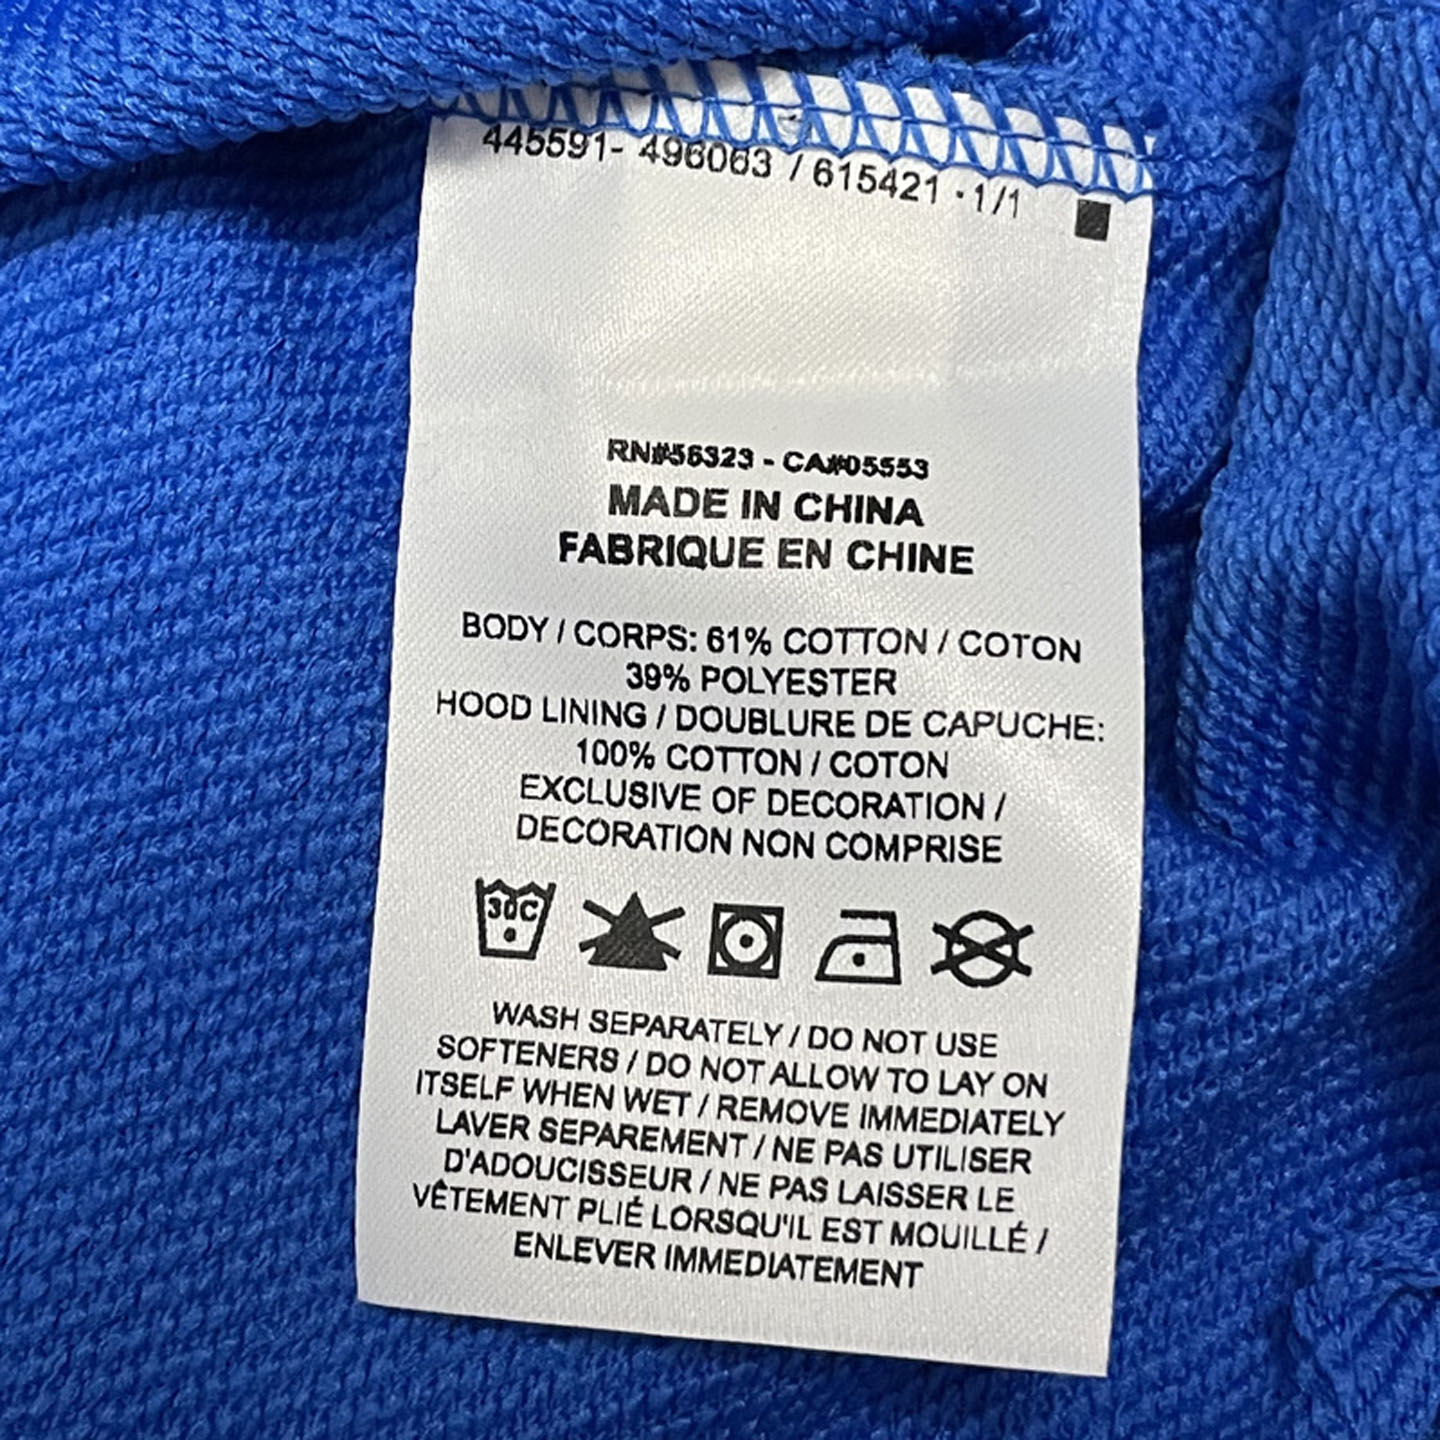 445591- 496063 / 615421 · 1/1
RN#56323 - CA#05553
MADE IN CHINA
FABRIQUE EN CHINE
BODY / CORPS: 61% COTTON / COTON
39% POLYESTER
HOOD LINING / DOUBLURE DE CAPUCHE:
100% COTTON / COTON
EXCLUSIVE OF DECORATION /
DECORATION NON COMPRISE
30C
WASH SEPARATELY / DO NOT USE
SOFTENERS / DO NOT ALLOW TO LAY ON
ITSELF WHEN WET / REMOVE IMMEDIATELY
LAVER SEPAREMENT / NE PAS UTILISER
D'ADOUCISSEUR / NE PAS LAISSER LE
VÊTEMENT PLIÉ LORSQU'IL EST MOUILLÉ /
ENLEVER IMMEDIATEMENT